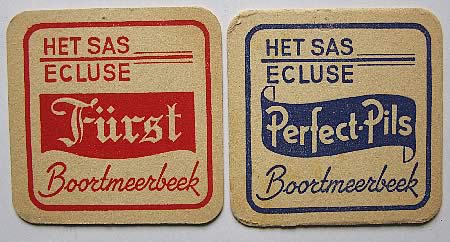 HET SAS
ECLUSE
Fürst
Boortmeerbeek
HET SAS
ECLUSE
Perfect-Pils
Boortmeerbeek